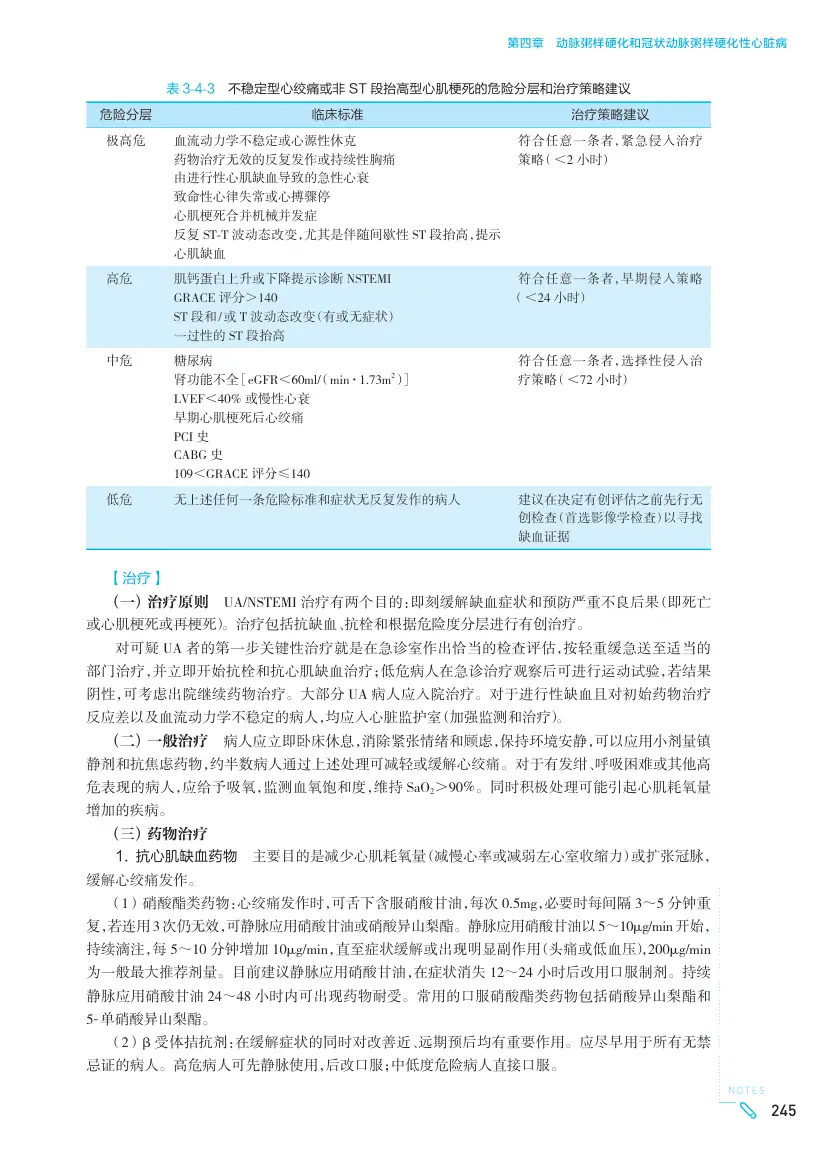 第四章 动脉粥样硬化和冠状动脉粥样硬化性心脏病
表 3-4-3 不稳定型心绞痛或非 ST 段抬高型心肌梗死的危险分层和治疗策略建议
危险分层 临床标准 治疗策略建议
极高危 血流动力学不稳定或心源性休克 符合任意一条者,紧急侵入治疗
药物治疗无效的反复发作或持续性胸痛 策略(<2 小时)
由进行性心肌缺血导致的急性心衰
致命性心律失常或心搏骤停
心肌梗死合并机械并发症
反复 ST-T 波动态改变,尤其是伴随间歇性 ST 段抬高,提示
心肌缺血
高危 肌钙蛋白上升或下降提示诊断 NSTEMI 符合任意一条者,早期侵入策略
GRACE 评分>140 (<24 小时)
ST 段和/或 T 波动态改变(有或无症状)
一过性的 ST 段抬高
中危 糖尿病 符合任意一条者,选择性侵入治
肾功能不全[eGFR<60ml/(min·1.73m²)] 疗策略(<72 小时)
LVEF<40% 或慢性心衰
早期心肌梗死后心绞痛
PCI 史
CABG 史
109<GRACE 评分≤140
低危 无上述任何一条危险标准和症状无反复发作的病人 建议在决定有创评估之前先行无
创检查(首选影像学检查)以寻找
缺血证据
【治疗】
(一)治疗原则 UA/NSTEMI 治疗有两个目的:即刻缓解缺血症状和预防严重不良后果(即死亡
或心肌梗死或再梗死)。治疗包括抗缺血、抗栓和根据危险度分层进行有创治疗。
对可疑 UA 者的第一步关键性治疗就是在急诊室作出恰当的检查评估,按轻重缓急送至适当的
部门治疗,并立即开始抗栓和抗心肌缺血治疗;低危病人在急诊治疗观察后可进行运动试验,若结果
阴性,可考虑出院继续药物治疗。大部分 UA 病人应入院治疗。对于进行性缺血且对初始药物治疗
反应差以及血流动力学不稳定的病人,均应入心脏监护室(加强监测和治疗)。
(二)一般治疗 病人应立即卧床休息,消除紧张情绪和顾虑,保持环境安静,可以应用小剂量镇
静剂和抗焦虑药物,约半数病人通过上述处理可减轻或缓解心绞痛。对于有发绀、呼吸困难或其他高
危表现的病人,应给予吸氧,监测血氧饱和度,维持 SaO₂>90%。同时积极处理可能引起心肌耗氧量
增加的疾病。
(三)药物治疗
1. 抗心肌缺血药物 主要目的是减少心肌耗氧量(减慢心率或减弱左心室收缩力)或扩张冠脉,
缓解心绞痛发作。
(1)硝酸酯类药物:心绞痛发作时,可舌下含服硝酸甘油,每次 0.5mg,必要时每间隔 3~5 分钟重
复,若连用 3 次仍无效,可静脉应用硝酸甘油或硝酸异山梨酯。静脉应用硝酸甘油以 5~10μg/min 开始,
持续滴注,每 5~10 分钟增加 10μg/min,直至症状缓解或出现明显副作用(头痛或低血压),200μg/min
为一般最大推荐剂量。目前建议静脉应用硝酸甘油,在症状消失 12~24 小时后改用口服制剂。持续
静脉应用硝酸甘油 24~48 小时内可出现药物耐受。常用的口服硝酸酯类药物包括硝酸异山梨酯和
5-单硝酸异山梨酯。
(2)β 受体拮抗剂:在缓解症状的同时对改善近、远期预后均有重要作用。应尽早用于所有无禁
忌证的病人。高危病人可先静脉使用,后改口服;中低度危险病人直接口服。
NOTES
245